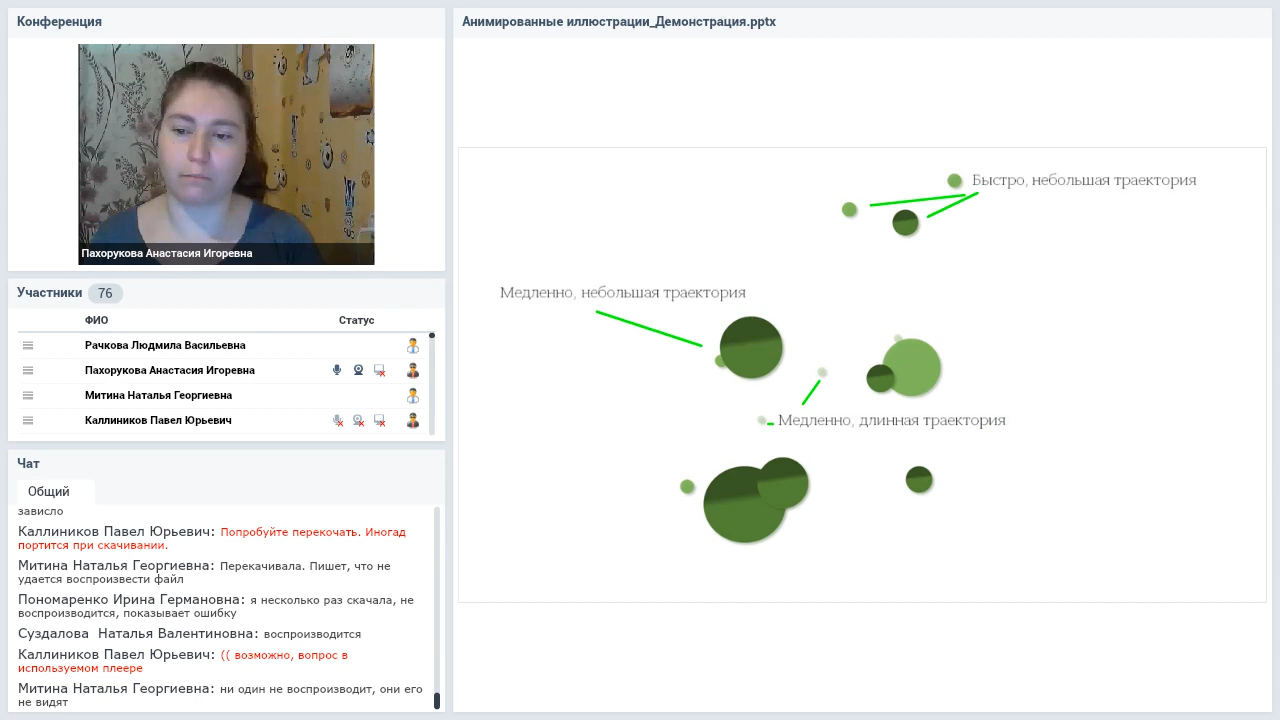 Конференция
Пахорукова Анастасия Игоревна
Участники 76
ФИО Статус
Рачкова Людмила Васильевна
Пахорукова Анастасия Игоревна
Митина Наталья Георгиевна
Каллиников Павел Юрьевич
Чат
Общий
зависло
Каллиников Павел Юрьевич: Попробуйте перекочать. Иногад
портится при скачивании.
Митина Наталья Георгиевна: Перекачивала. Пишет, что не
удается воспроизвести файл
Пономаренко Ирина Германовна: я несколько раз скачала, не
воспроизводится, показывает ошибку
Суздалова Наталья Валентиновна: воспроизводится
Каллиников Павел Юрьевич: (( возможно, вопрос в
используемом плеере
Митина Наталья Георгиевна: ни один не воспроизводит, они его
не видят
Анимированные иллюстрации_Демонстрация.pptx
Быстро, небольшая траектория
Медленно, небольшая траектория
Медленно, длинная траектория